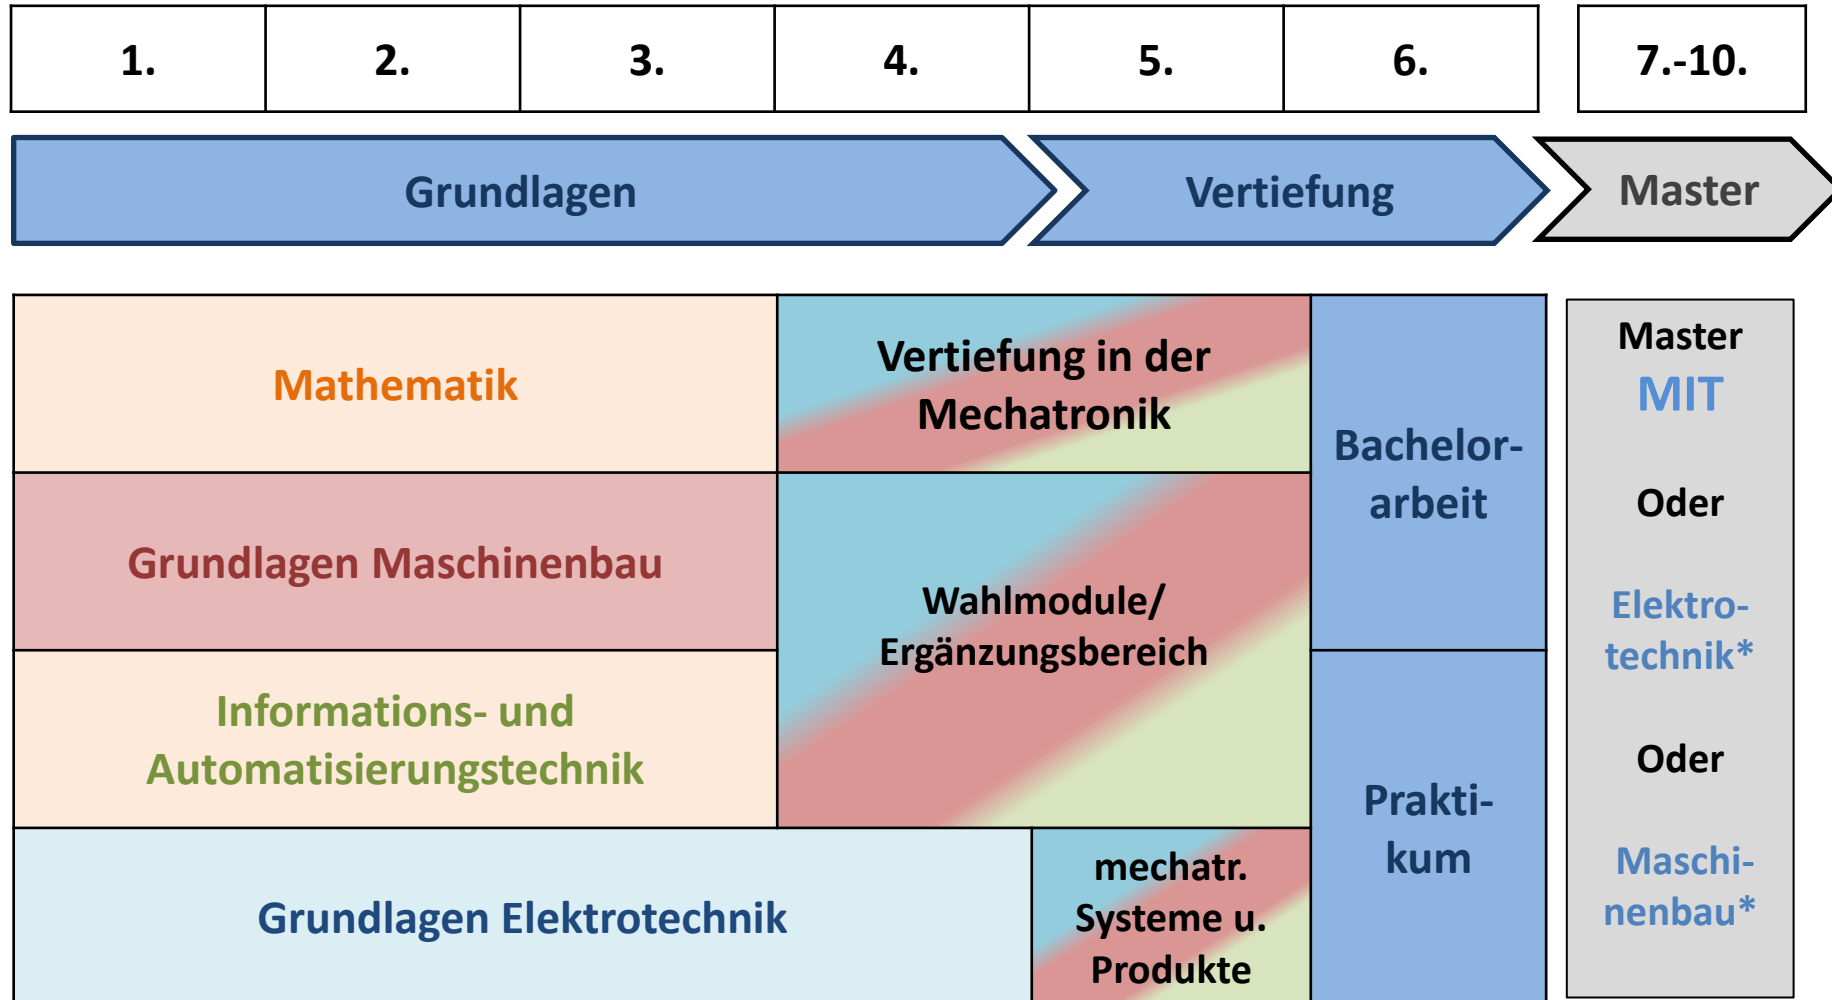 1. 2. 3. 4. 5. 6. 7.-10.
Grundlagen Vertiefung Master
Mathematik
Vertiefung in der
Mechatronik
Grundlagen Maschinenbau
Wahlmodule/
Ergänzungsbereich
Informations- und
Automatisierungstechnik
Grundlagen Elektrotechnik
mechatr.
Systeme u.
Produkte
Bachelor-
arbeit
Prakti-
kum
Master
MIT
Oder
Elektro-
technik*
Oder
Maschi-
nenbau*